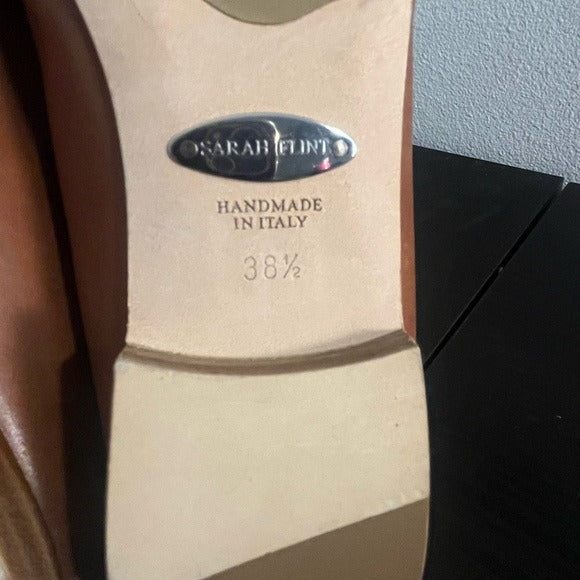 SARAH FLINT
HANDMADE
IN ITALY
38½